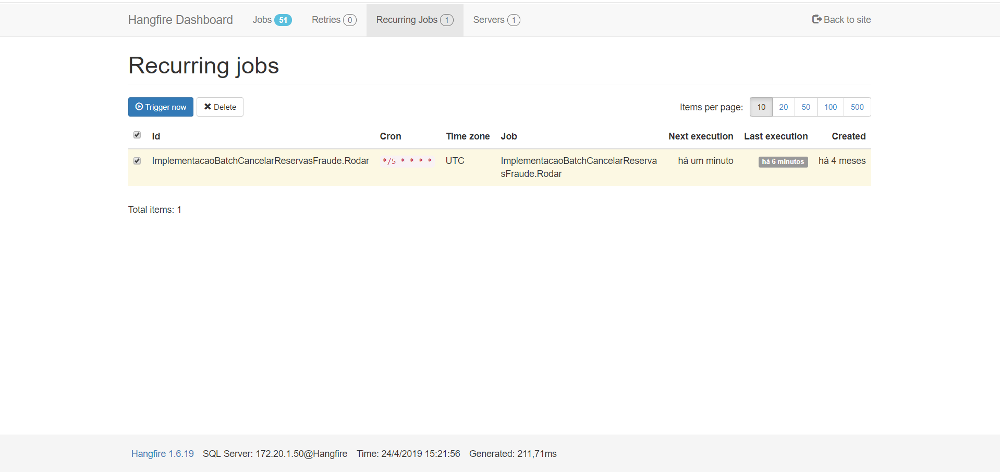 Hangfire Dashboard Jobs 51 Retries 0 Recurring Jobs 1 Servers 1 Back to site
Recurring jobs
Trigger now Delete Items per page: 10 20 50 100 500
Id Cron Time zone Job Next execution Last execution Created
ImplementacaoBatchCancelarReservasFraude.Rodar */5 * * * * UTC ImplementacaoBatchCancelarReserva há um minuto há 6 minutos há 4 meses
sFraude.Rodar
Total items: 1
Hangfire 1.6.19 SQL Server: 172.20.1.50@Hangfire Time: 24/4/2019 15:21:56 Generated: 211,71ms